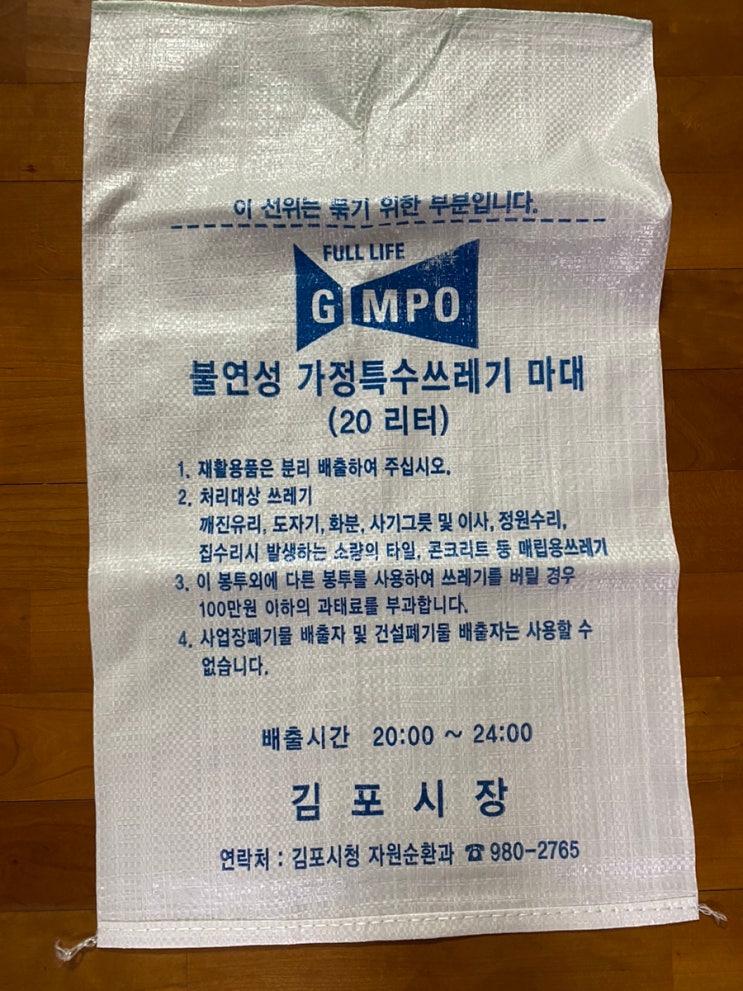 이 선위는 묶기 위한 부분입니다.
FULL LIFE
GIMPO
불연성 가정특수쓰레기 마대
(20 리터)
1. 재활용품은 분리 배출하여 주십시오.
2. 처리대상 쓰레기
깨진유리, 도자기, 화분, 사기그릇 및 이사, 정원수리,
집수리시 발생하는 소량의 타일, 콘크리트 등 매립용쓰레기
3. 이 봉투외에 다른 봉투를 사용하여 쓰레기를 버릴 경우
100만원 이하의 과태료를 부과합니다.
4. 사업장폐기물 배출자 및 건설폐기물 배출자는 사용할 수
없습니다.
배출시간 20:00 ~ 24:00
김 포 시 장
연락처 : 김포시청 자원순환과 ☎ 980-2765